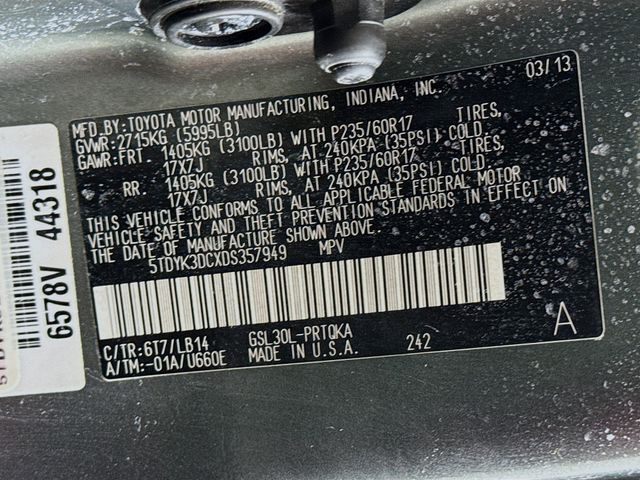 MFD.BY:TOYOTA MOTOR MANUFACTURING, INDIANA, INC. 03/13
GVWR:2715KG (5995LB)
GAWR:FRT. 1405KG (3100LB) WITH P235/60R17 TIRES,
17X7J RIMS, AT 240KPA (35PSI) COLD.
RR. 1405KG (3100LB) WITH P235/60R17 TIRES,
17X7J RIMS, AT 240KPA (35PSI) COLD.
THIS VEHICLE CONFORMS TO ALL APPLICABLE FEDERAL MOTOR
VEHICLE SAFETY AND THEFT PREVENTION STANDARDS IN EFFECT ON
THE DATE OF MANUFACTURE SHOWN ABOVE.
5TDYK3DCXDS357949 MPV
C/TR:6T7/LB14 GSL30L-PRTQKA A
A/TM:-01A/U660E MADE IN U.S.A. 242
6578V 44318